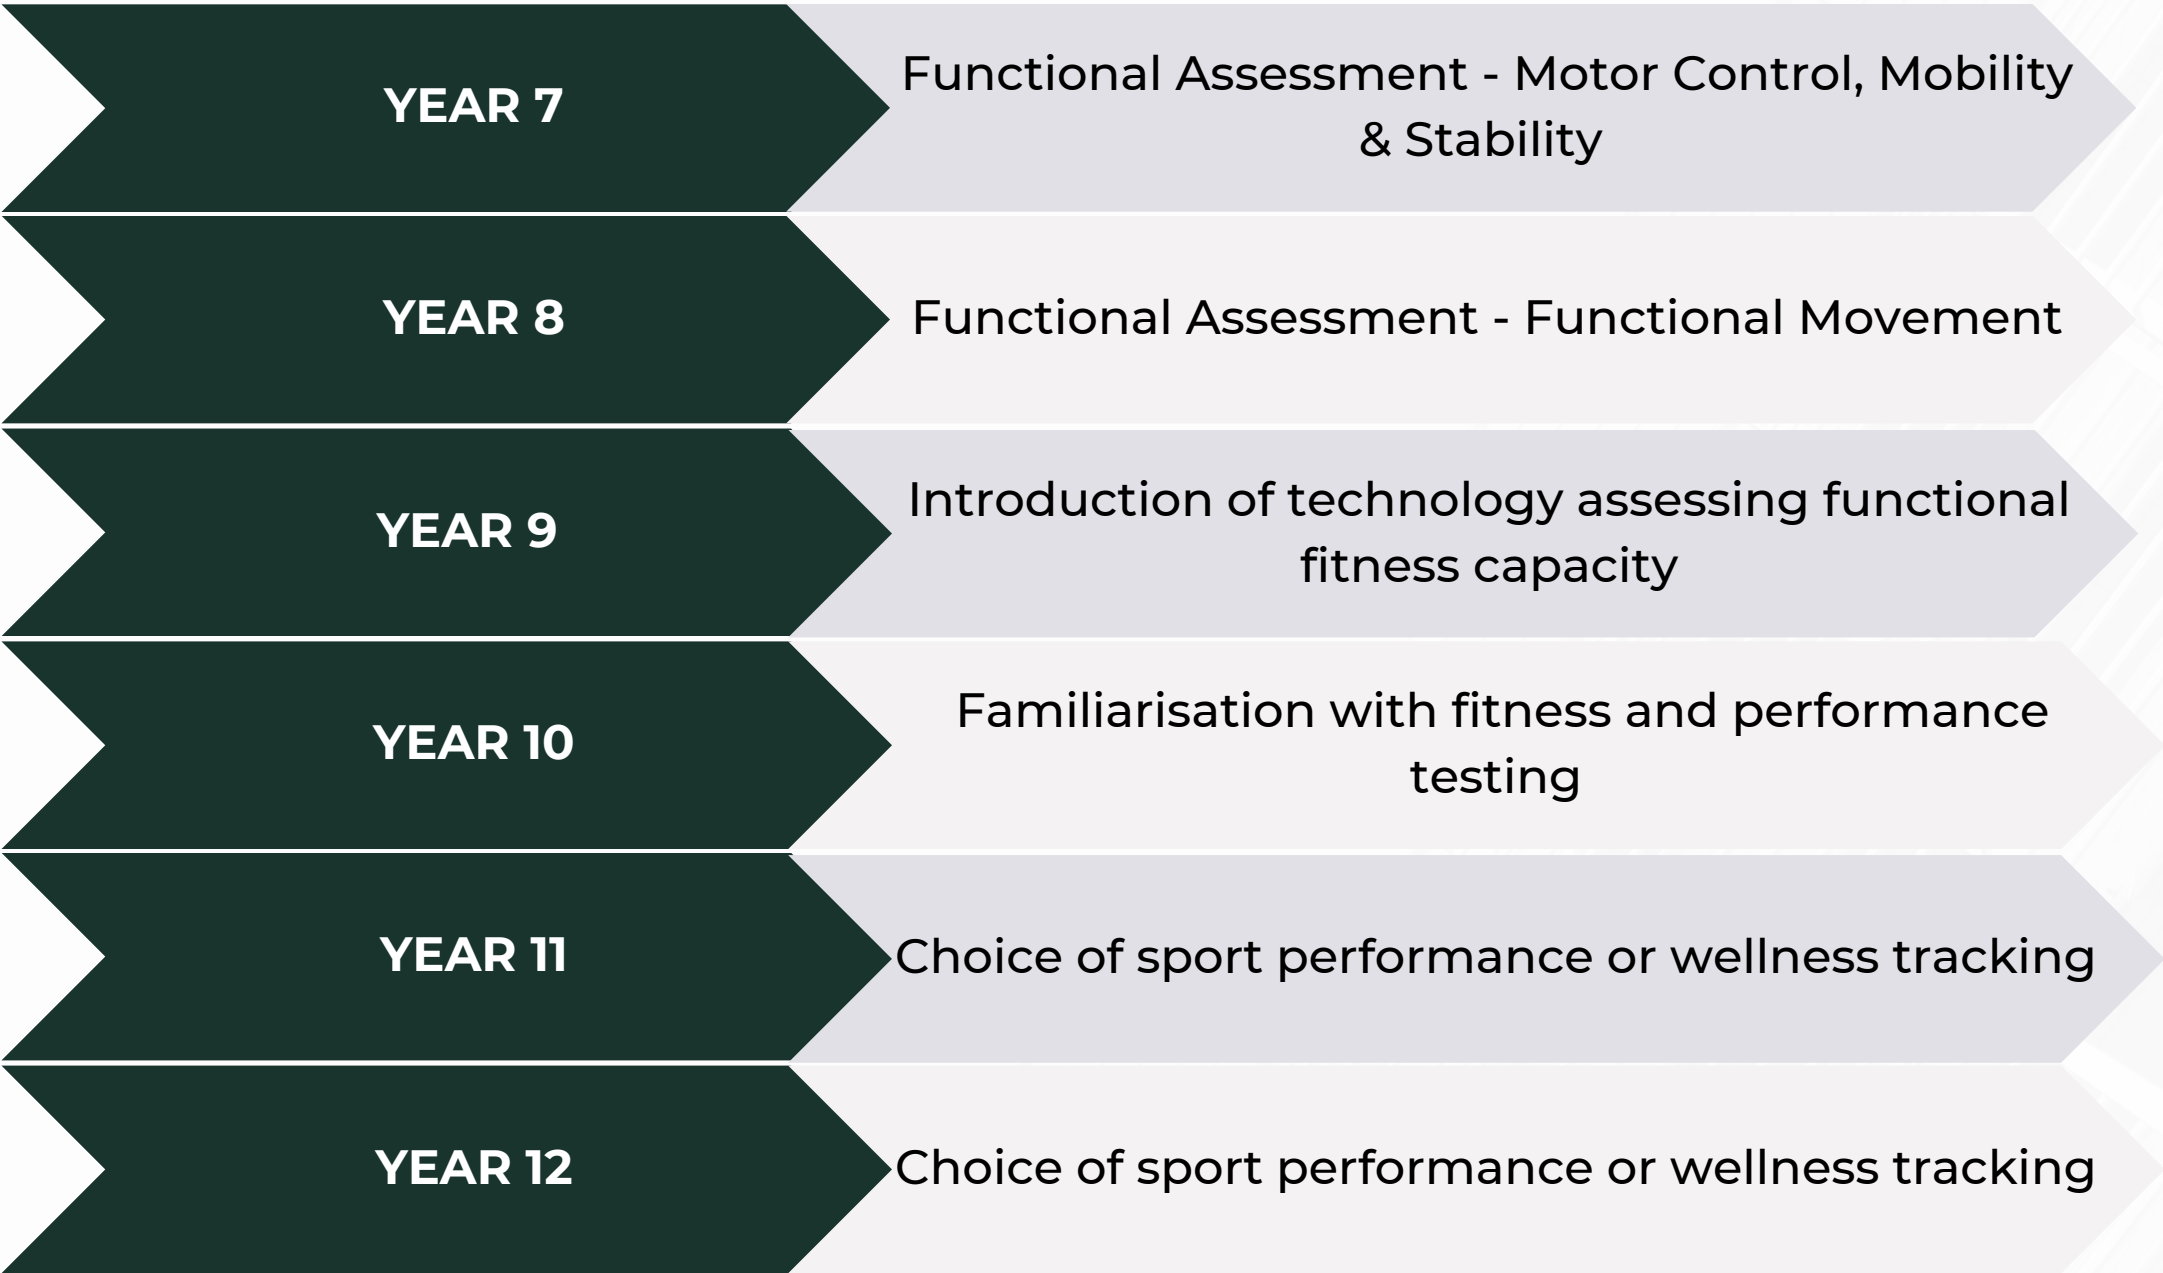 YEAR 7
Functional Assessment - Motor Control, Mobility
& Stability
YEAR 8
Functional Assessment - Functional Movement
YEAR 9
Introduction of technology assessing functional
fitness capacity
YEAR 10
Familiarisation with fitness and performance
testing
YEAR 11
Choice of sport performance or wellness tracking
YEAR 12
Choice of sport performance or wellness tracking